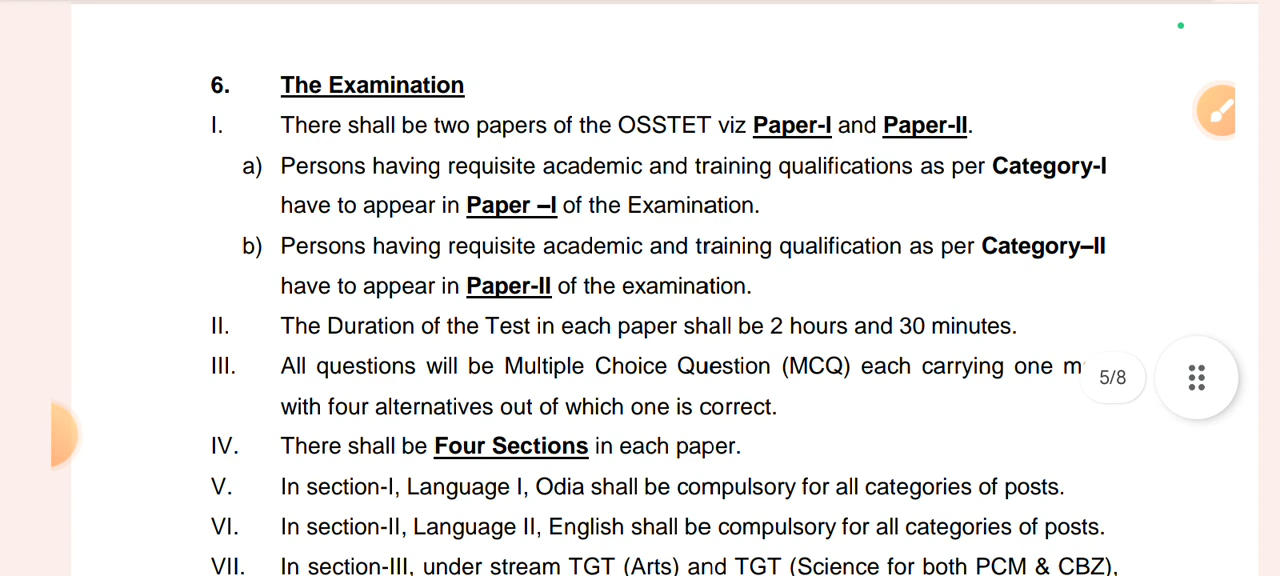 6. The Examination
I. There shall be two papers of the OSSTET viz Paper-I and Paper-II.
a) Persons having requisite academic and training qualifications as per Category-I
have to appear in Paper –I of the Examination.
b) Persons having requisite academic and training qualification as per Category–II
have to appear in Paper-II of the examination.
II. The Duration of the Test in each paper shall be 2 hours and 30 minutes.
III. All questions will be Multiple Choice Question (MCQ) each carrying one
5/8
with four alternatives out of which one is correct.
IV. There shall be Four Sections in each paper.
V. In section-I, Language I, Odia shall be compulsory for all categories of posts.
VI. In section-II, Language II, English shall be compulsory for all categories of posts.
VII. In section-III, under stream TGT (Arts) and TGT (Science for both PCM & CBZ),